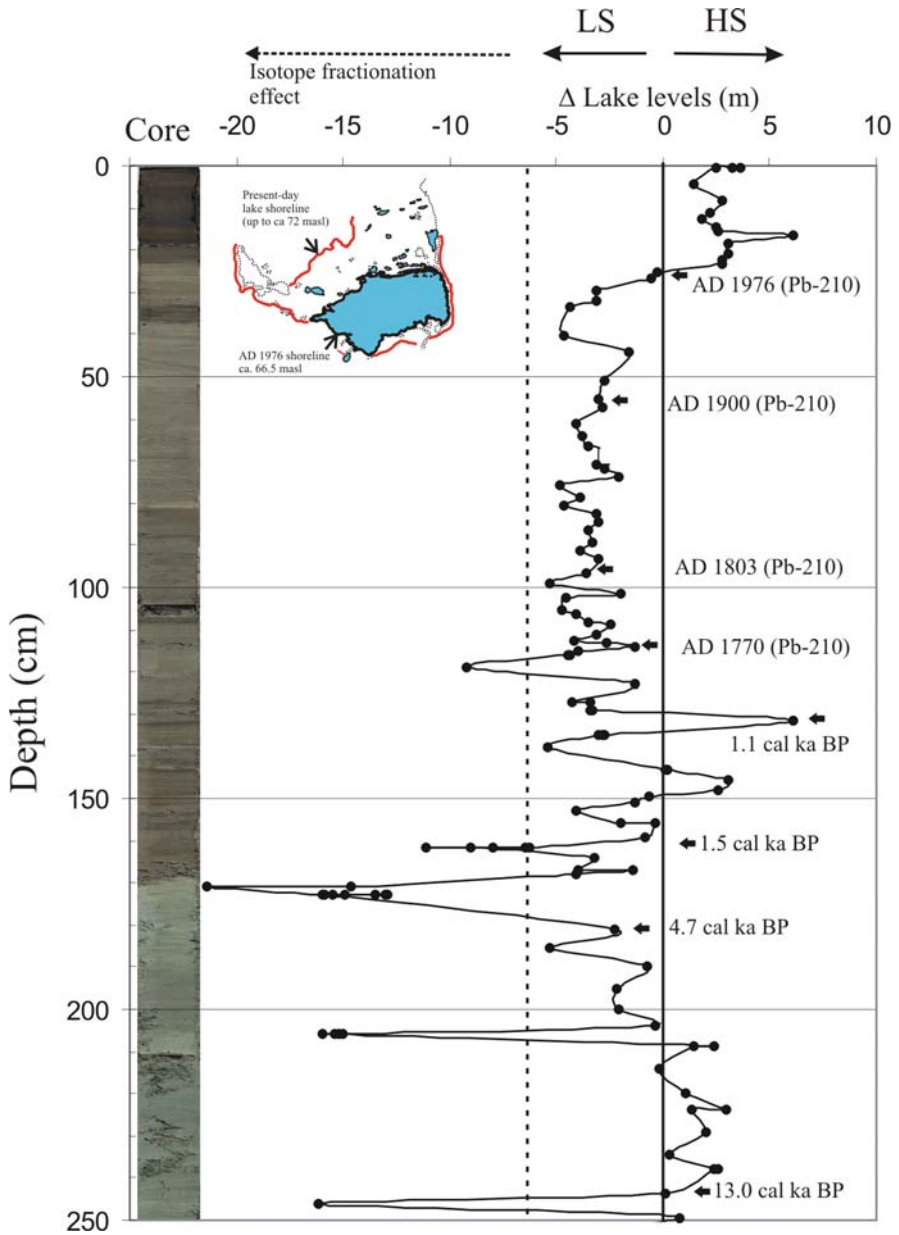 LS HS
Isotope fractionation
effect
Δ Lake levels (m)
Core
-20 -15 -10 -5 0 5 10
0
Present-day
lake shoreline
(up to ca 72 masl)
AD 1976 (Pb-210)
AD 1976 shoreline
ca. 66.5 masl
50
AD 1900 (Pb-210)
AD 1803 (Pb-210)
100
AD 1770 (Pb-210)
Depth (cm)
1.1 cal ka BP
150
1.5 cal ka BP
4.7 cal ka BP
200
13.0 cal ka BP
250